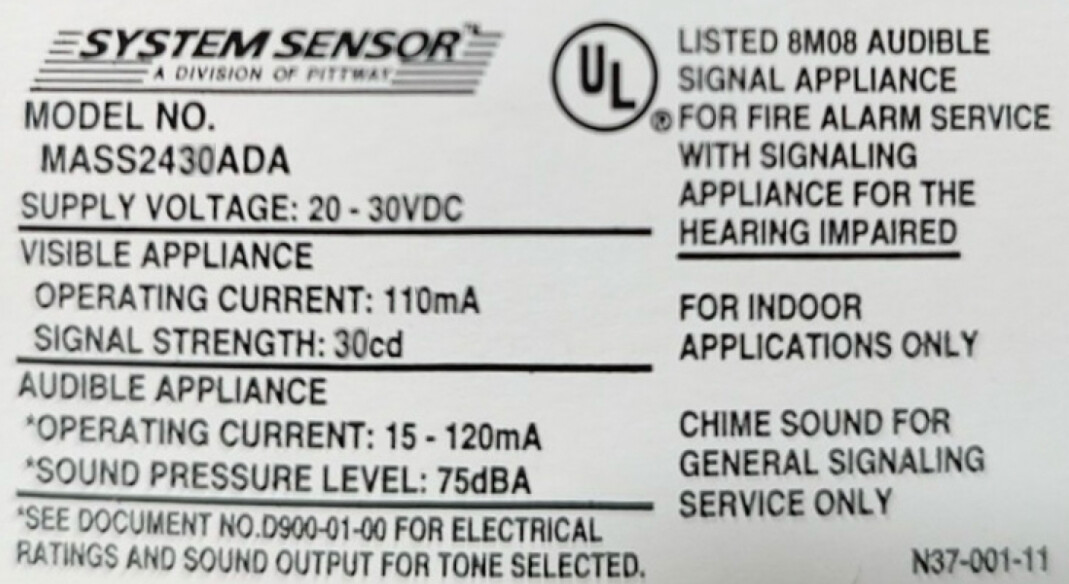 SYSTEM SENSOR™
A DIVISION OF PITTWAY
MODEL NO.
MASS2430ADA
SUPPLY VOLTAGE: 20 - 30VDC
VISIBLE APPLIANCE
OPERATING CURRENT: 110mA
SIGNAL STRENGTH: 30cd
AUDIBLE APPLIANCE
*OPERATING CURRENT: 15 - 120mA
*SOUND PRESSURE LEVEL: 75dBA
*SEE DOCUMENT NO.D900-01-00 FOR ELECTRICAL
RATINGS AND SOUND OUTPUT FOR TONE SELECTED.
UL®
LISTED 8M08 AUDIBLE
SIGNAL APPLIANCE
FOR FIRE ALARM SERVICE
WITH SIGNALING
APPLIANCE FOR THE
HEARING IMPAIRED
FOR INDOOR
APPLICATIONS ONLY
CHIME SOUND FOR
GENERAL SIGNALING
SERVICE ONLY
N37-001-11